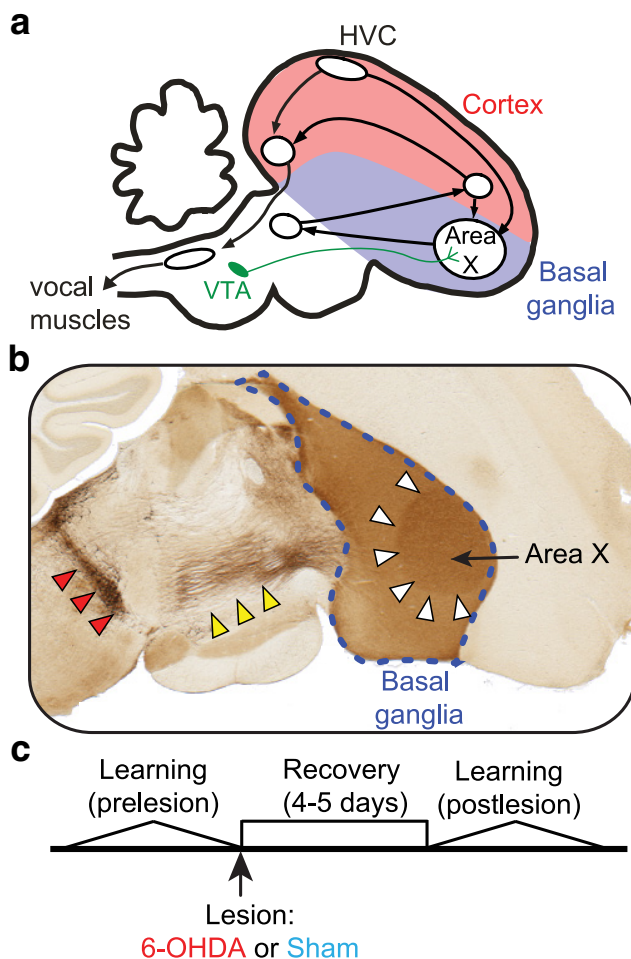 a
HVC
Cortex
Area
X
Basal
ganglia
VTA
vocal
muscles
b
Area X
Basal
ganglia
c
Learning
(prelesion)
Recovery
(4-5 days)
Learning
(postlesion)
Lesion:
6-OHDA or Sham